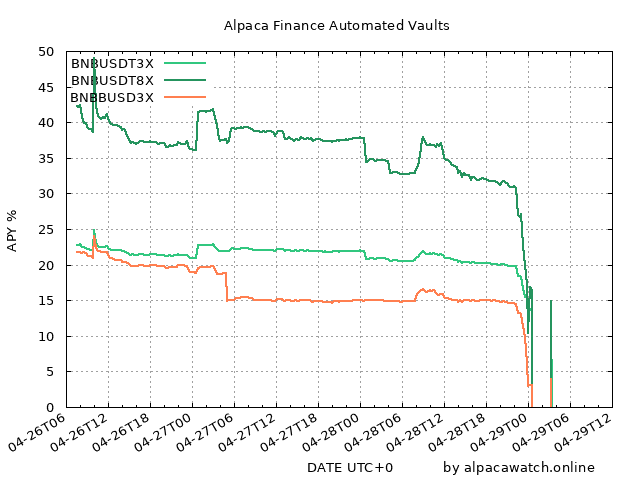 Alpaca Finance Automated Vaults
BNBUSDT3X
BNBUSDT8X
BNBBUSD3X
APY %
50
45
40
35
30
25
20
15
10
5
0
04-26T06
04-26T12
04-26T18
04-27T00
04-27T06
04-27T12
04-27T18
04-28T00
04-28T06
04-28T12
04-28T18
04-29T00
04-29T06
04-29T12
DATE UTC+0
by alpacawatch.online